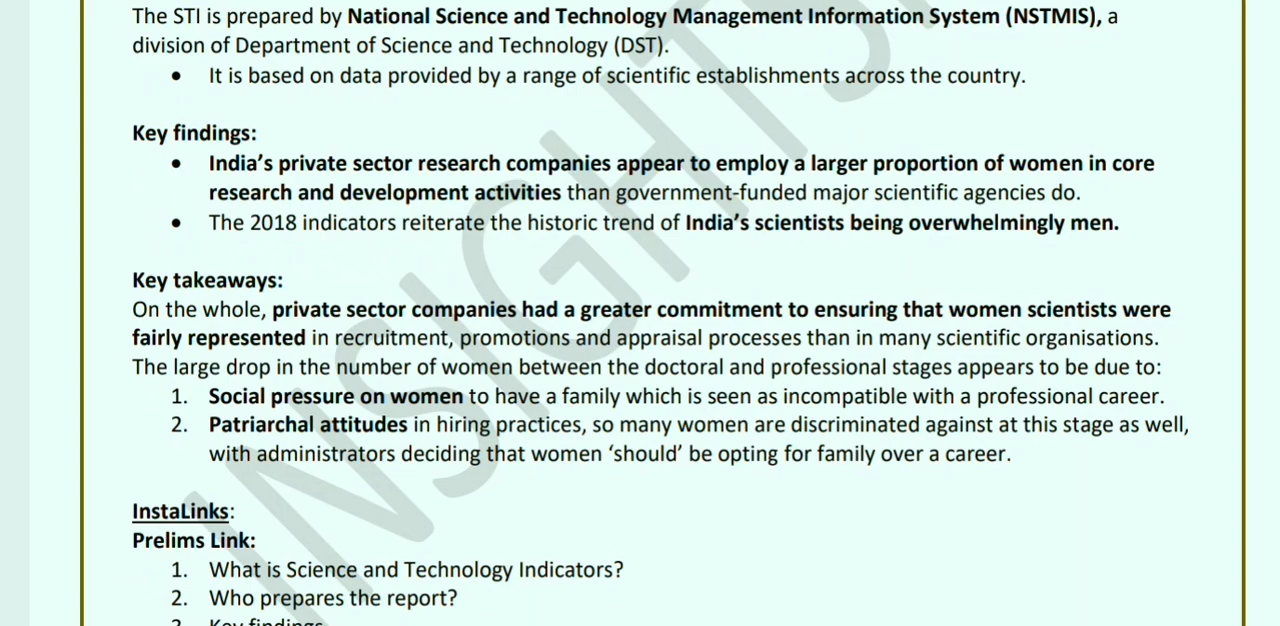 The STI is prepared by National Science and Technology Management Information System (NSTMIS), a
division of Department of Science and Technology (DST).
• It is based on data provided by a range of scientific establishments across the country.
Key findings:
• India’s private sector research companies appear to employ a larger proportion of women in core
research and development activities than government-funded major scientific agencies do.
• The 2018 indicators reiterate the historic trend of India’s scientists being overwhelmingly men.
Key takeaways:
On the whole, private sector companies had a greater commitment to ensuring that women scientists were
fairly represented in recruitment, promotions and appraisal processes than in many scientific organisations.
The large drop in the number of women between the doctoral and professional stages appears to be due to:
1. Social pressure on women to have a family which is seen as incompatible with a professional career.
2. Patriarchal attitudes in hiring practices, so many women are discriminated against at this stage as well,
with administrators deciding that women ‘should’ be opting for family over a career.
InstaLinks:
Prelims Link:
1. What is Science and Technology Indicators?
2. Who prepares the report?
3. Key findings
INSIGHTS